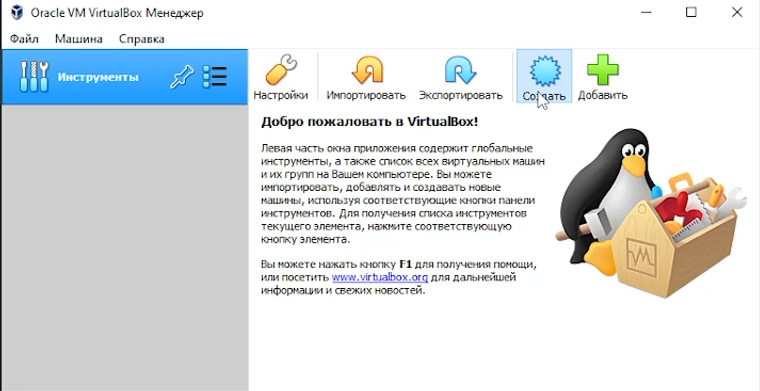 Oracle VM VirtualBox Менеджер
Файл Машина Справка
Инструменты
Настройки Импортировать Экспортировать Создать Добавить
Добро пожаловать в VirtualBox!
Левая часть окна приложения содержит глобальные
инструменты, а также список всех виртуальных машин
и их групп на Вашем компьютере. Вы можете
импортировать, добавлять и создавать новые
машины, используя соответствующие кнопки панели
инструментов. Для получения списка инструментов
текущего элемента, нажмите соответствующую
кнопку элемента.
Вы можете нажать кнопку F1 для получения помощи,
или посетить www.virtualbox.org для дальнейшей
информации и свежих новостей.